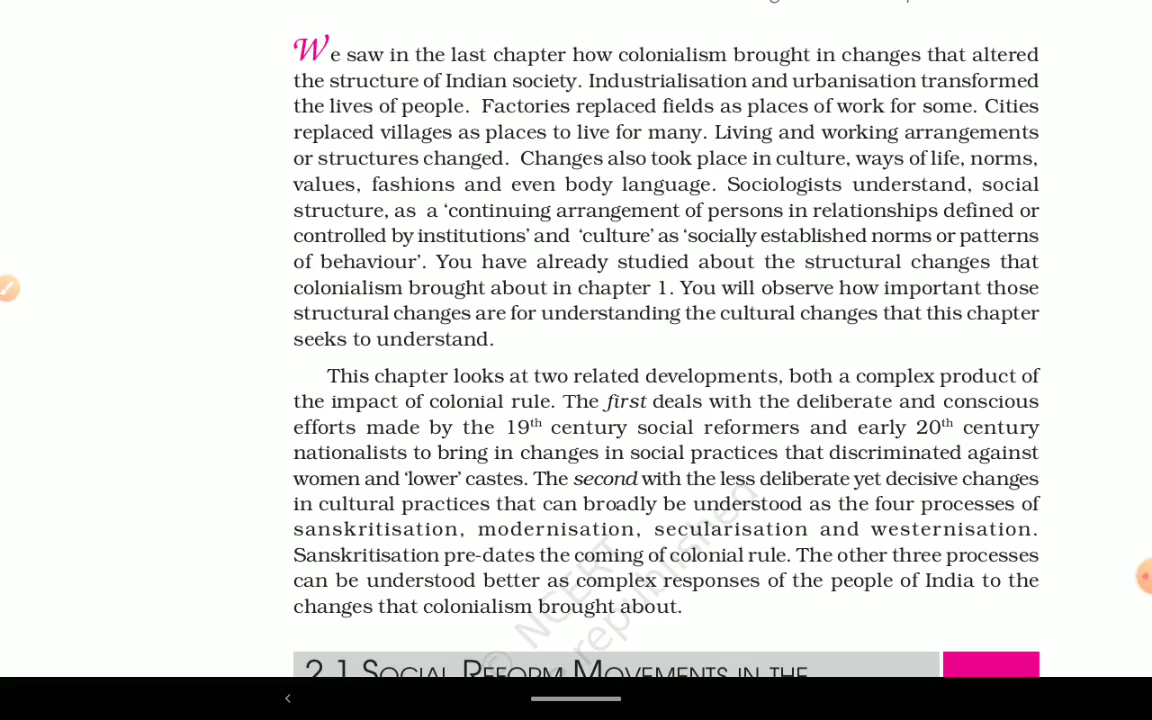 We saw in the last chapter how colonialism brought in changes that altered
the structure of Indian society. Industrialisation and urbanisation transformed
the lives of people. Factories replaced fields as places of work for some. Cities
replaced villages as places to live for many. Living and working arrangements
or structures changed. Changes also took place in culture, ways of life, norms,
values, fashions and even body language. Sociologists understand, social
structure, as a ‘continuing arrangement of persons in relationships defined or
controlled by institutions’ and ‘culture’ as ‘socially established norms or patterns
of behaviour’. You have already studied about the structural changes that
colonialism brought about in chapter 1. You will observe how important those
structural changes are for understanding the cultural changes that this chapter
seeks to understand.
This chapter looks at two related developments, both a complex product of
the impact of colonial rule. The first deals with the deliberate and conscious
efforts made by the 19th century social reformers and early 20th century
nationalists to bring in changes in social practices that discriminated against
women and ‘lower’ castes. The second with the less deliberate yet decisive changes
in cultural practices that can broadly be understood as the four processes of
sanskritisation, modernisation, secularisation and westernisation.
Sanskritisation pre-dates the coming of colonial rule. The other three processes
can be understood better as complex responses of the people of India to the
changes that colonialism brought about.
© NCERT
republished
2.1 SOCIAL REFORM MOVEMENTS IN THE